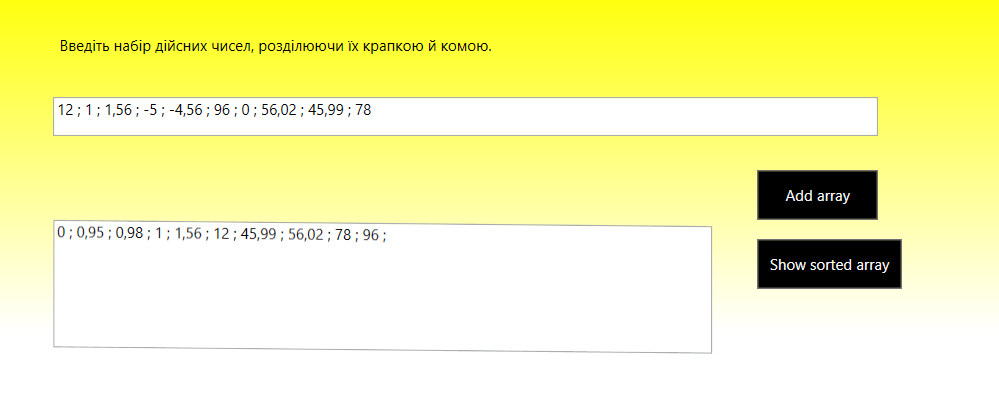 Введіть набір дійсних чисел, розділюючи їх крапкою й комою.
12 ; 1 ; 1,56 ; -5 ; -4,56 ; 96 ; 0 ; 56,02 ; 45,99 ; 78
Add array
0 ; 0,95 ; 0,98 ; 1 ; 1,56 ; 12 ; 45,99 ; 56,02 ; 78 ; 96 ;
Show sorted array